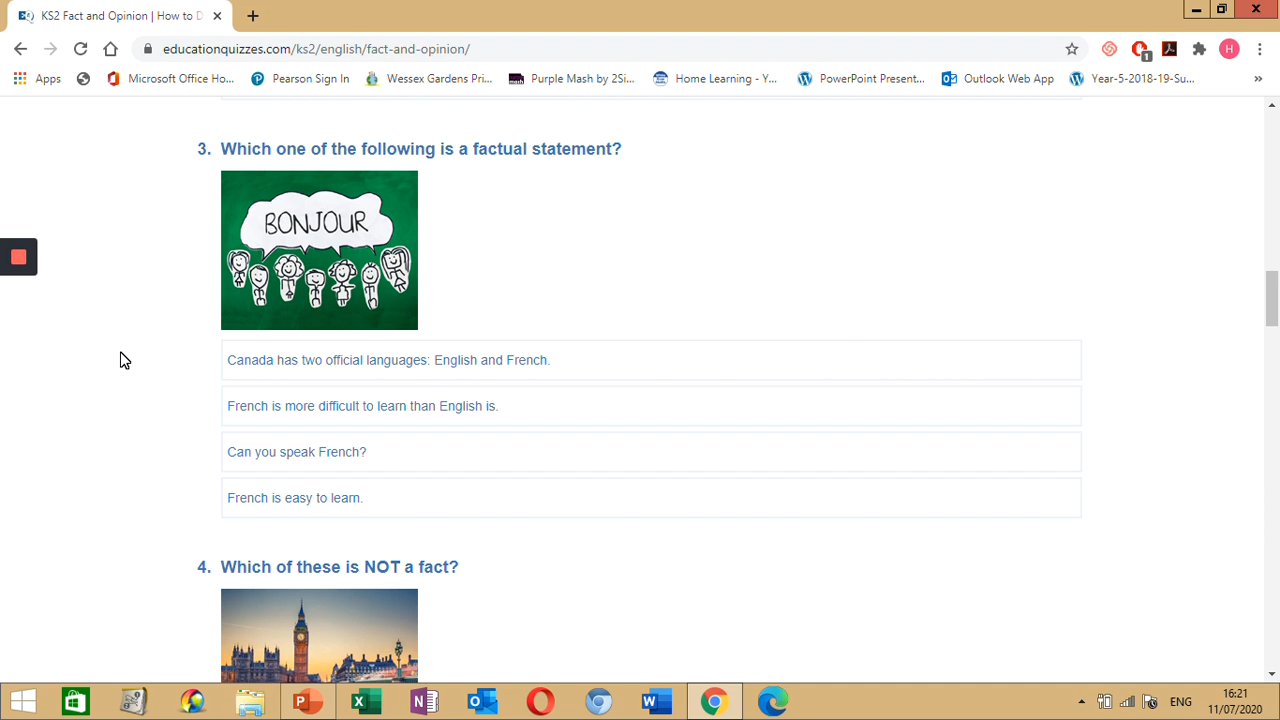 KS2 Fact and Opinion | How to D
educationquizzes.com/ks2/english/fact-and-opinion/
1
H
Apps
Microsoft Office Ho...
Pearson Sign In
Wessex Gardens Pri...
Purple Mash by 2Si...
Home Learning - Y...
PowerPoint Present...
Outlook Web App
Year-5-2018-19-Su...
»
3. Which one of the following is a factual statement?
BONJOUR
Canada has two official languages: English and French.
French is more difficult to learn than English is.
Can you speak French?
French is easy to learn.
4. Which of these is NOT a fact?
ENG
16:21
11/07/2020